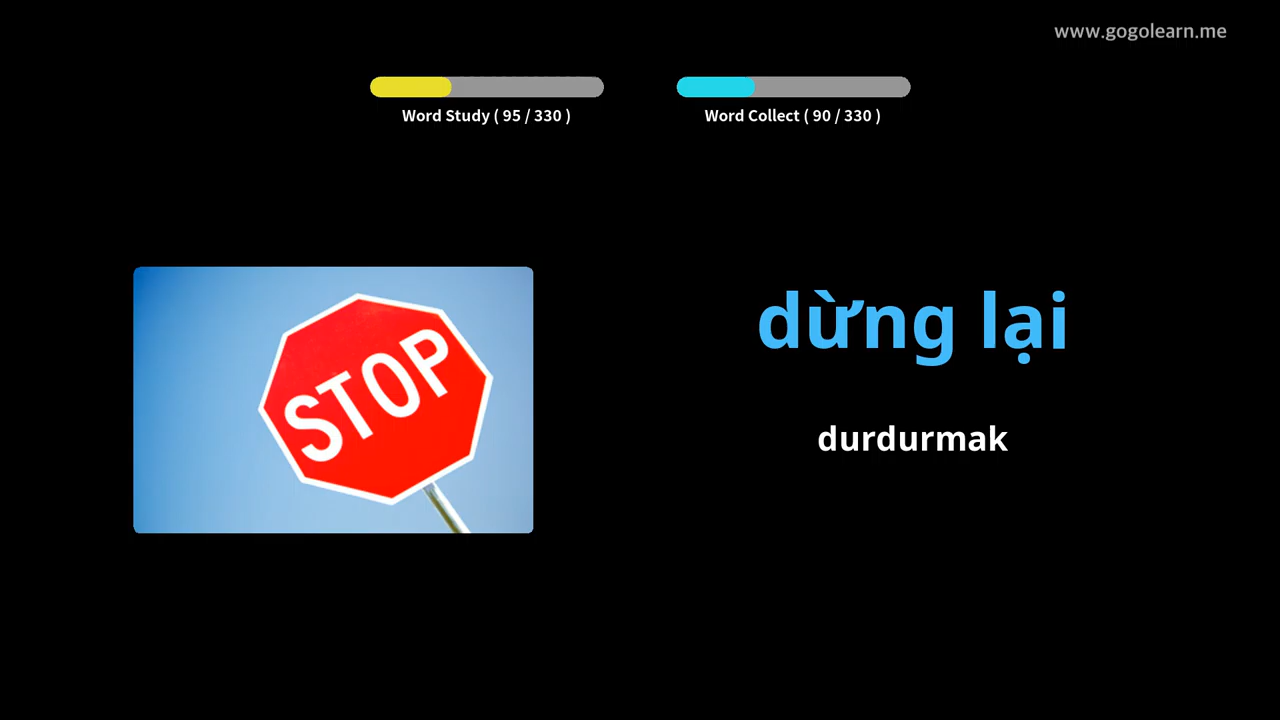 www.gogolearn.me
Word Study ( 95 / 330 )
Word Collect ( 90 / 330 )
STOP
dừng lại
durdurmak